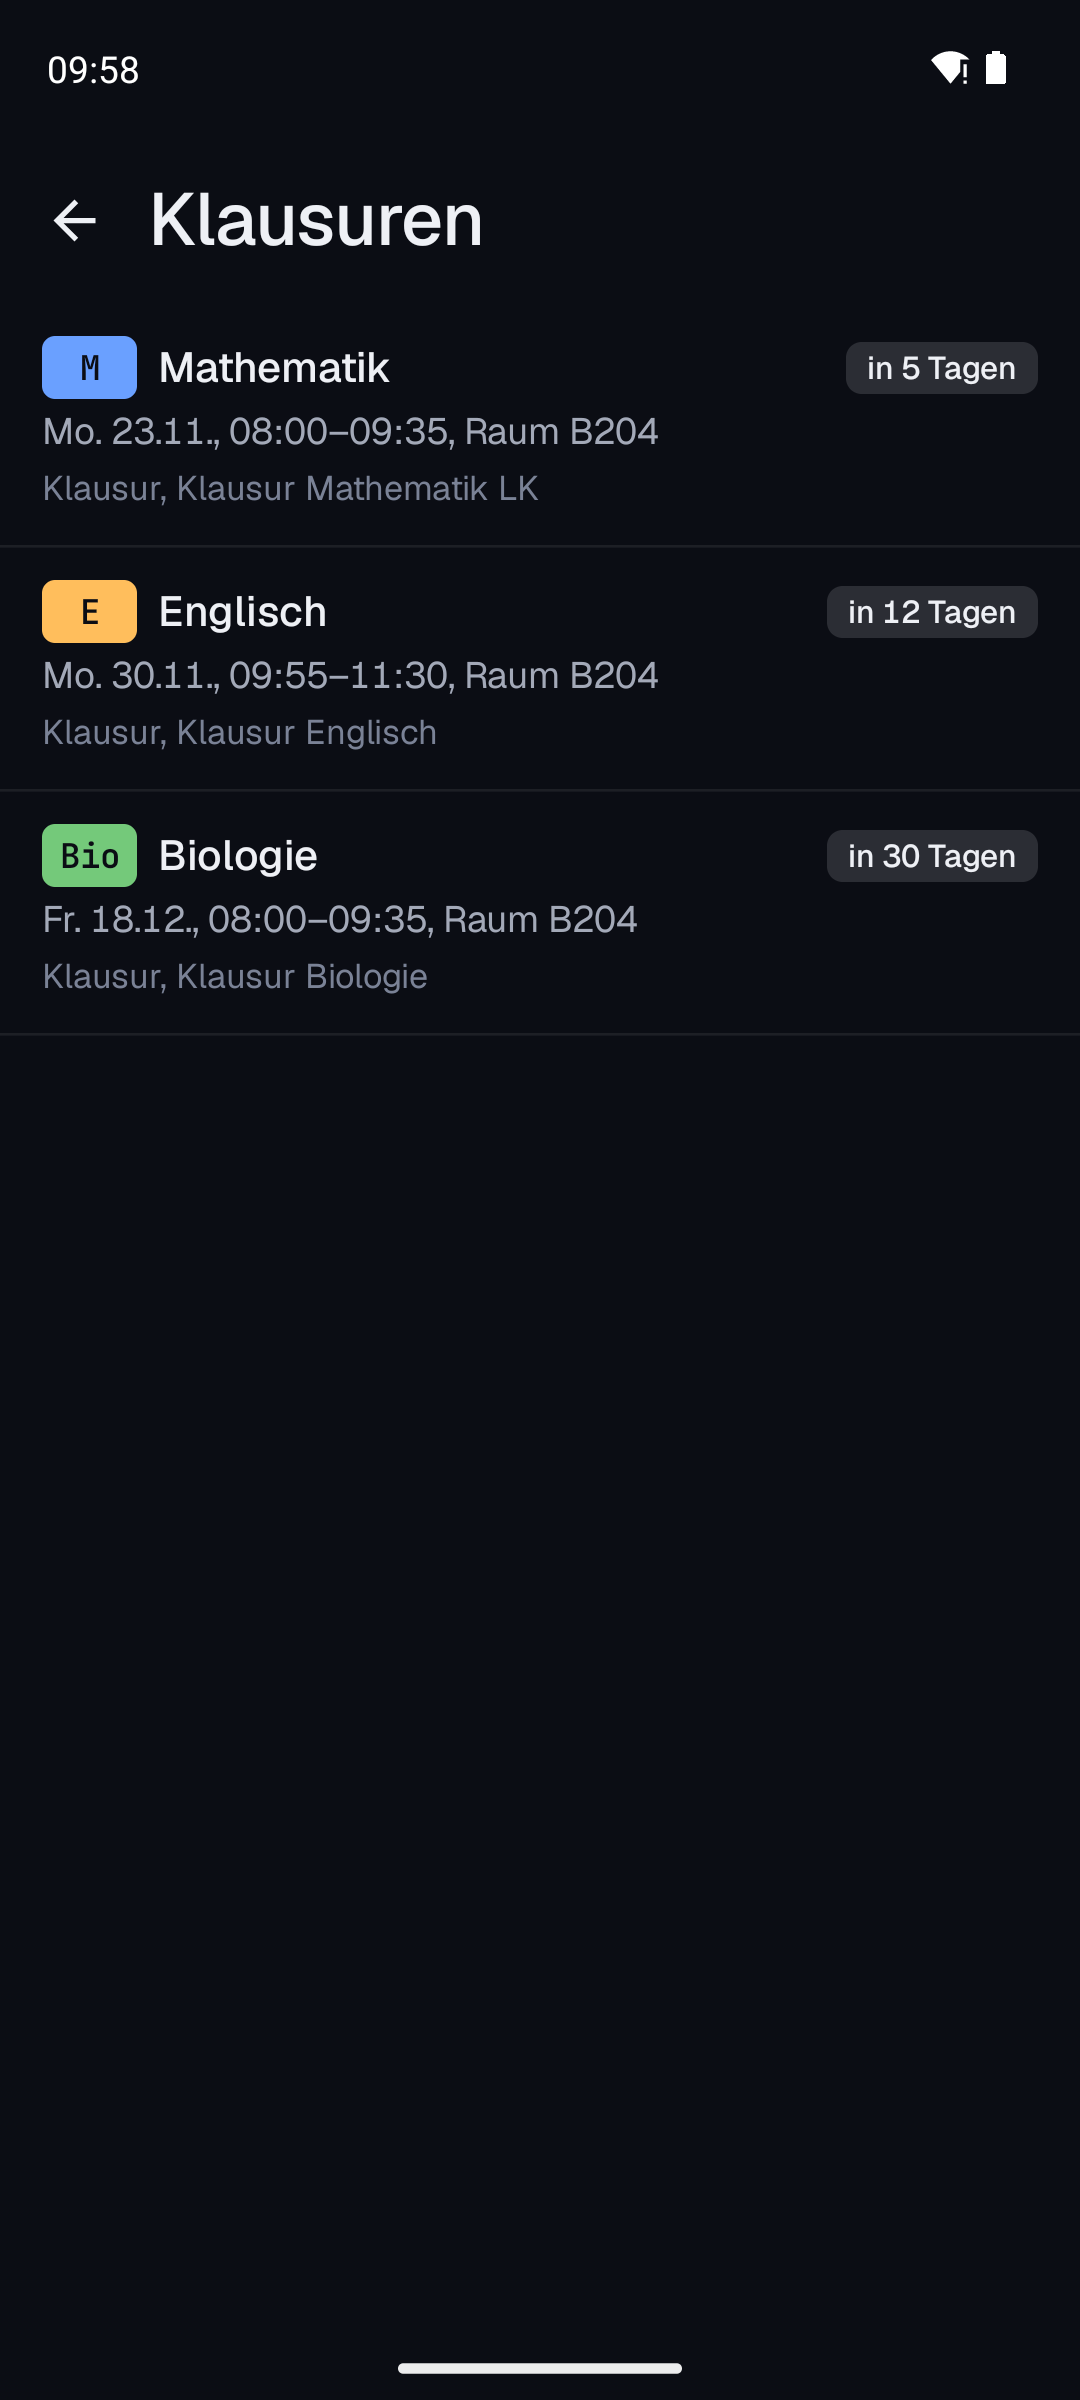 09:58
Klausuren
M Mathematik in 5 Tagen
Mo. 23.11., 08:00–09:35, Raum B204
Klausur, Klausur Mathematik LK
E Englisch in 12 Tagen
Mo. 30.11., 09:55–11:30, Raum B204
Klausur, Klausur Englisch
Bio Biologie in 30 Tagen
Fr. 18.12., 08:00–09:35, Raum B204
Klausur, Klausur Biologie